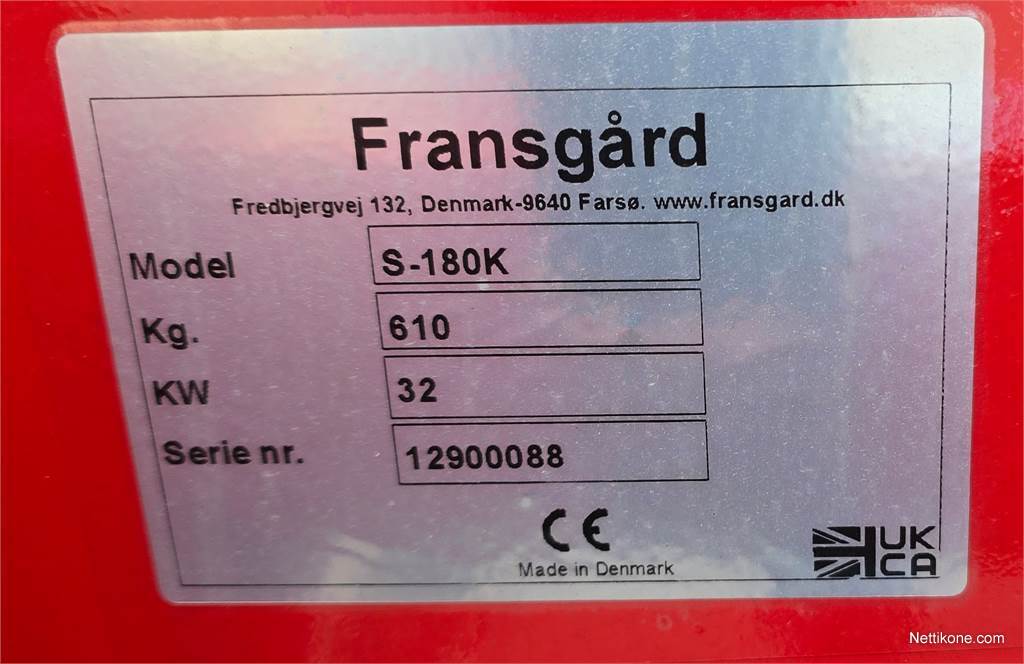 Fransgård
Fredbjergvej 132, Denmark-9640 Farsø. www.fransgard.dk
Model S-180K
Kg. 610
KW 32
Serie nr. 12900088
CE
Made in Denmark
UK
CA
Nettikone.com